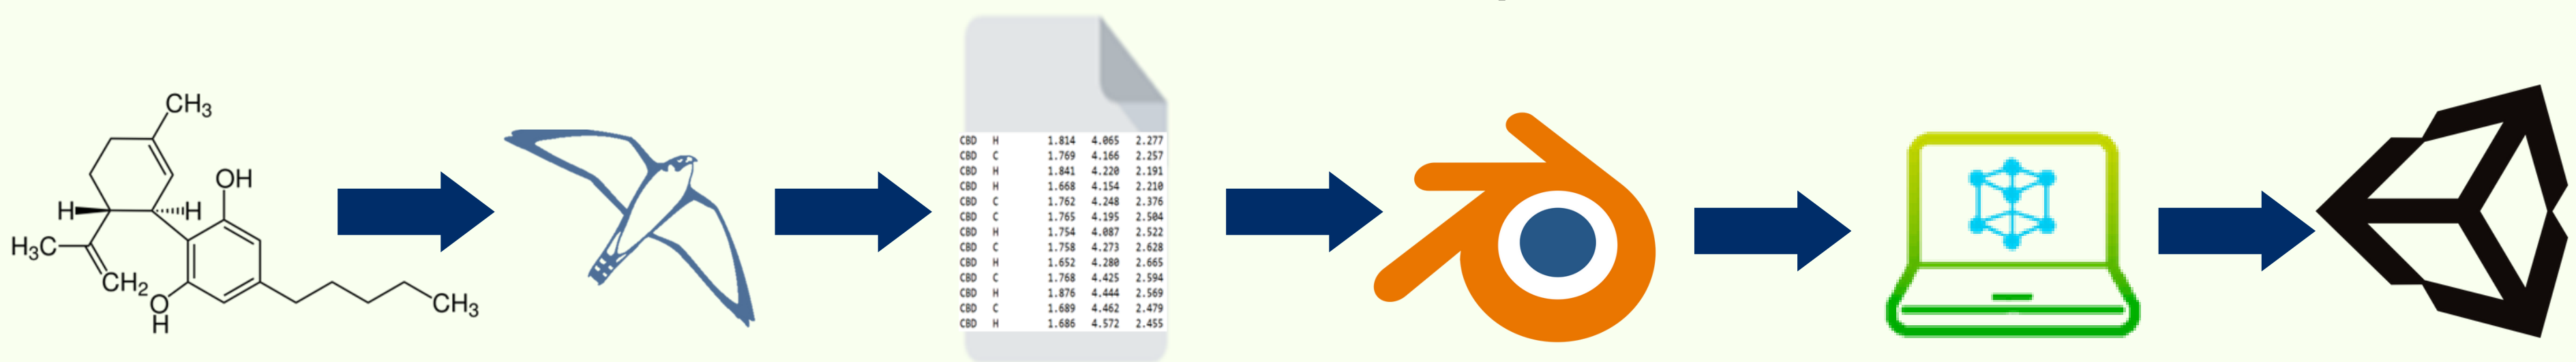 CH3
OH
H
H
H3C
CH2
O
H
CH3
CBD H 1.814 4.065 2.277
CBD C 1.769 4.166 2.257
CBD H 1.841 4.220 2.191
CBD H 1.668 4.154 2.210
CBD C 1.762 4.248 2.376
CBD C 1.765 4.195 2.504
CBD H 1.754 4.087 2.522
CBD C 1.758 4.273 2.628
CBD H 1.652 4.280 2.665
CBD C 1.768 4.425 2.594
CBD H 1.876 4.444 2.569
CBD C 1.689 4.462 2.479
CBD H 1.686 4.572 2.455